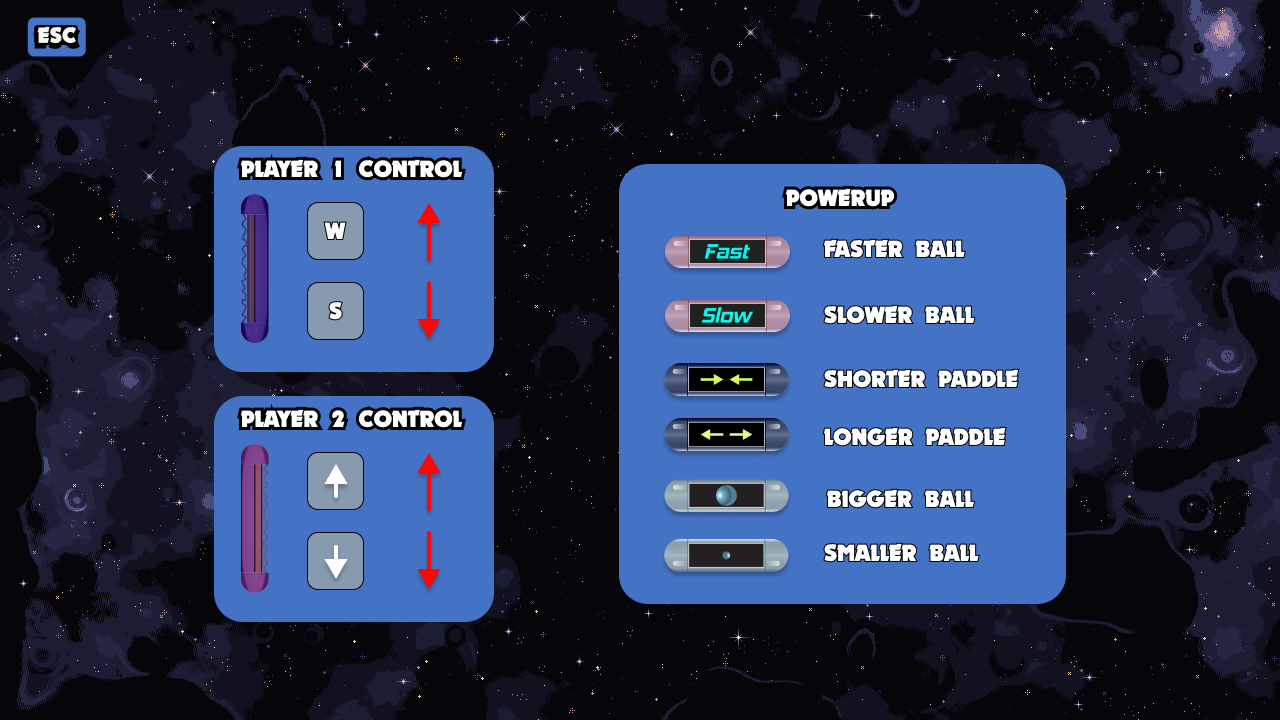 ESC
PLAYER 1 CONTROL
W
S
PLAYER 2 CONTROL
POWERUP
Fast FASTER BALL
Slow SLOWER BALL
SHORTER PADDLE
LONGER PADDLE
BIGGER BALL
SMALLER BALL